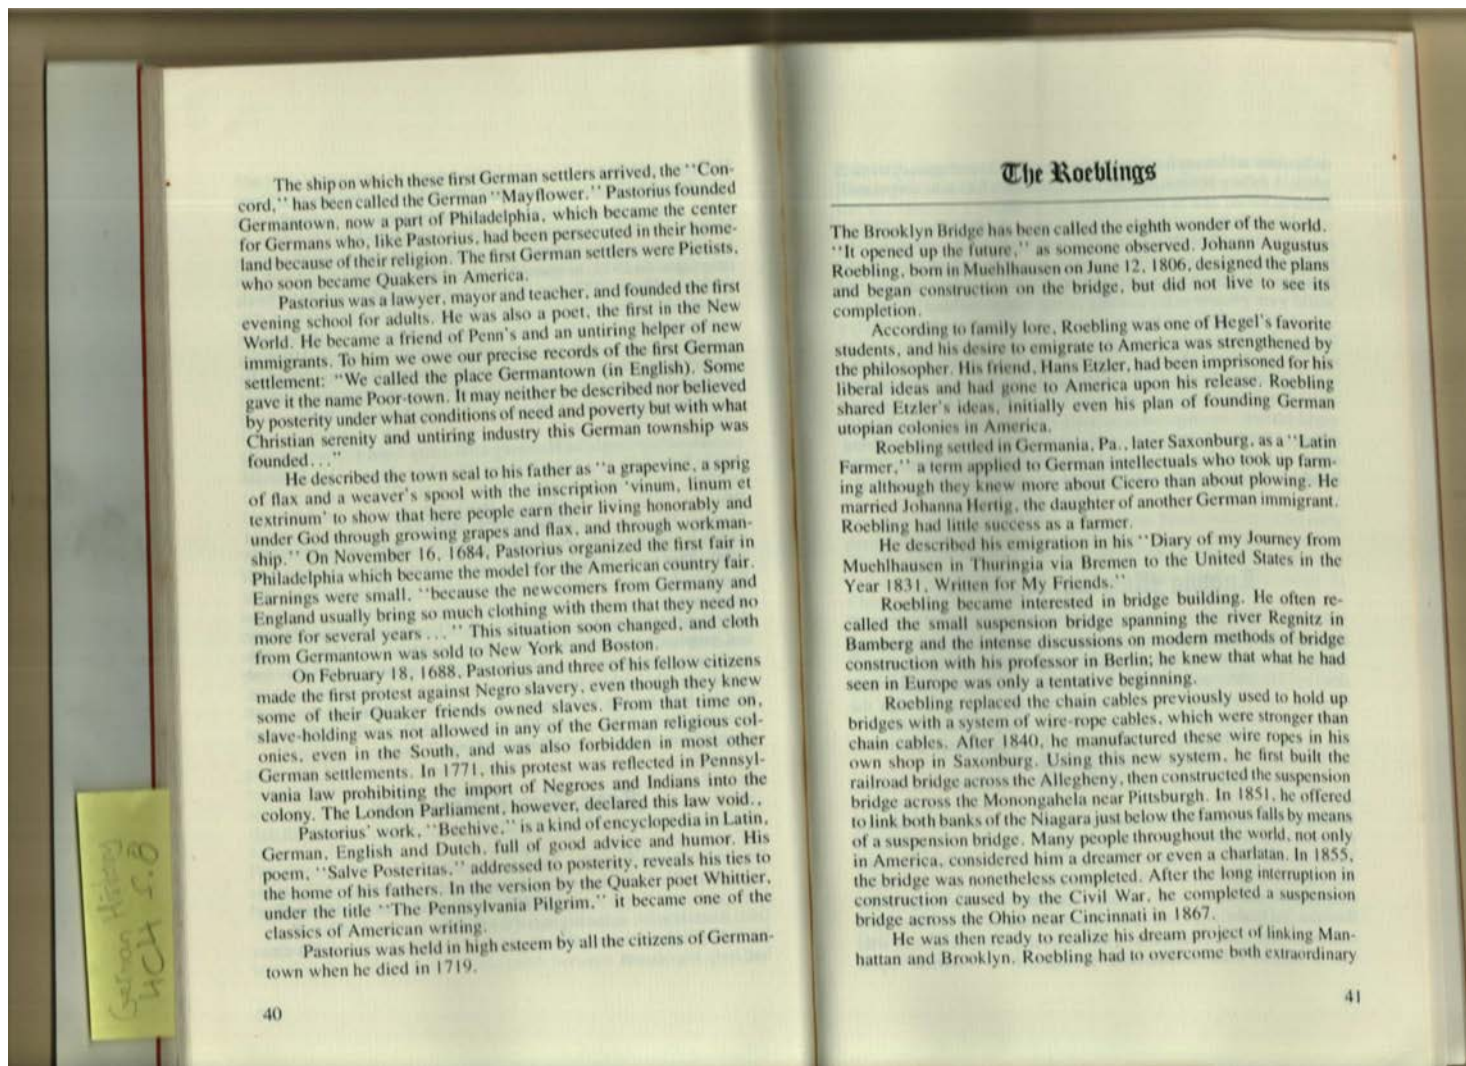 The ship on which these first German settlers arrived, the "Con-
cord," has been called the German "Mayflower." Pastorius founded
Germantown, now a part of Philadelphia, which became the center
for Germans who, like Pastorius, had been persecuted in their home-
land because of their religion. The first German settlers were Pietists,
who soon became Quakers in America.
Pastorius was a lawyer, mayor and teacher, and founded the first
evening school for adults. He was also a poet, the first in the New
World. He became a friend of Penn's and an untiring helper of new
immigrants. To him we owe our precise records of the first German
settlement: "We called the place Germantown (in English). Some
gave it the name Poor-town. It may neither be described nor believed
by posterity under what conditions of need and poverty but with what
Christian serenity and untiring industry this German township was
founded..."
He described the town seal to his father as "a grapevine, a sprig
of flax and a weaver's spool with the inscription 'vinum, linum et
textrinum' to show that here people earn their living honorably and
under God through growing grapes and flax, and through workman-
ship." On November 16, 1684, Pastorius organized the first fair in
Philadelphia which became the model for the American country fair.
Earnings were small, "because the newcomers from Germany and
England usually bring so much clothing with them that they need no
more for several years ..." This situation soon changed, and cloth
from Germantown was sold to New York and Boston.
On February 18, 1688, Pastorius and three of his fellow citizens
made the first protest against Negro slavery, even though they knew
some of their Quaker friends owned slaves. From that time on,
slave-holding was not allowed in any of the German religious col-
onies, even in the South, and was also forbidden in most other
German settlements. In 1771, this protest was reflected in Pennsyl-
vania law prohibiting the import of Negroes and Indians into the
colony. The London Parliament, however, declared this law void..
Pastorius' work, "Beehive," is a kind of encyclopedia in Latin,
German, English and Dutch, full of good advice and humor. His
poem, "Salve Posteritas," addressed to posterity, reveals his ties to
the home of his fathers. In the version by the Quaker poet Whittier,
under the title "The Pennsylvania Pilgrim," it became one of the
classics of American writing.
Pastorius was held in high esteem by all the citizens of German-
town when he died in 1719.
40
German History
HCH S.8
The Roeblings
The Brooklyn Bridge has been called the eighth wonder of the world.
"It opened up the future," as someone observed. Johann Augustus
Roebling, born in Muehlhausen on June 12, 1806, designed the plans
and began construction on the bridge, but did not live to see its
completion.
According to family lore, Roebling was one of Hegel's favorite
students, and his desire to emigrate to America was strengthened by
the philosopher. His friend, Hans Etzler, had been imprisoned for his
liberal ideas and had gone to America upon his release. Roebling
shared Etzler's ideas, initially even his plan of founding German
utopian colonies in America.
Roebling settled in Germania, Pa., later Saxonburg, as a "Latin
Farmer," a term applied to German intellectuals who took up farm-
ing although they knew more about Cicero than about plowing. He
married Johanna Hertig, the daughter of another German immigrant.
Roebling had little success as a farmer.
He described his emigration in his "Diary of my Journey from
Muehlhausen in Thuringia via Bremen to the United States in the
Year 1831, Written for My Friends."
Roebling became interested in bridge building. He often re-
called the small suspension bridge spanning the river Regnitz in
Bamberg and the intense discussions on modern methods of bridge
construction with his professor in Berlin; he knew that what he had
seen in Europe was only a tentative beginning.
Roebling replaced the chain cables previously used to hold up
bridges with a system of wire-rope cables, which were stronger than
chain cables. After 1840, he manufactured these wire ropes in his
own shop in Saxonburg. Using this new system, he first built the
railroad bridge across the Allegheny, then constructed the suspension
bridge across the Monongahela near Pittsburgh. In 1851, he offered
to link both banks of the Niagara just below the famous falls by means
of a suspension bridge. Many people throughout the world, not only
in America, considered him a dreamer or even a charlatan. In 1855,
the bridge was nonetheless completed. After the long interruption in
construction caused by the Civil War, he completed a suspension
bridge across the Ohio near Cincinnati in 1867.
He was then ready to realize his dream project of linking Man-
hattan and Brooklyn. Roebling had to overcome both extraordinary
41